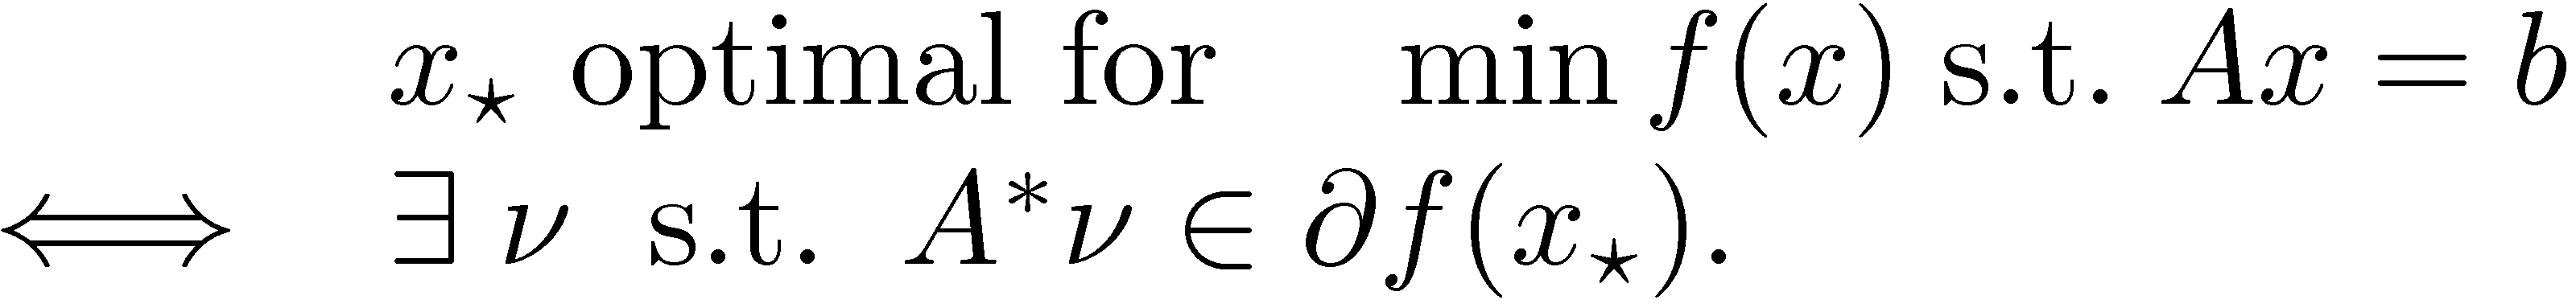 x⋆ optimal for min f(x) s.t. Ax = b
⟺ ∃ ν s.t. A*ν ∈ ∂f(x⋆).